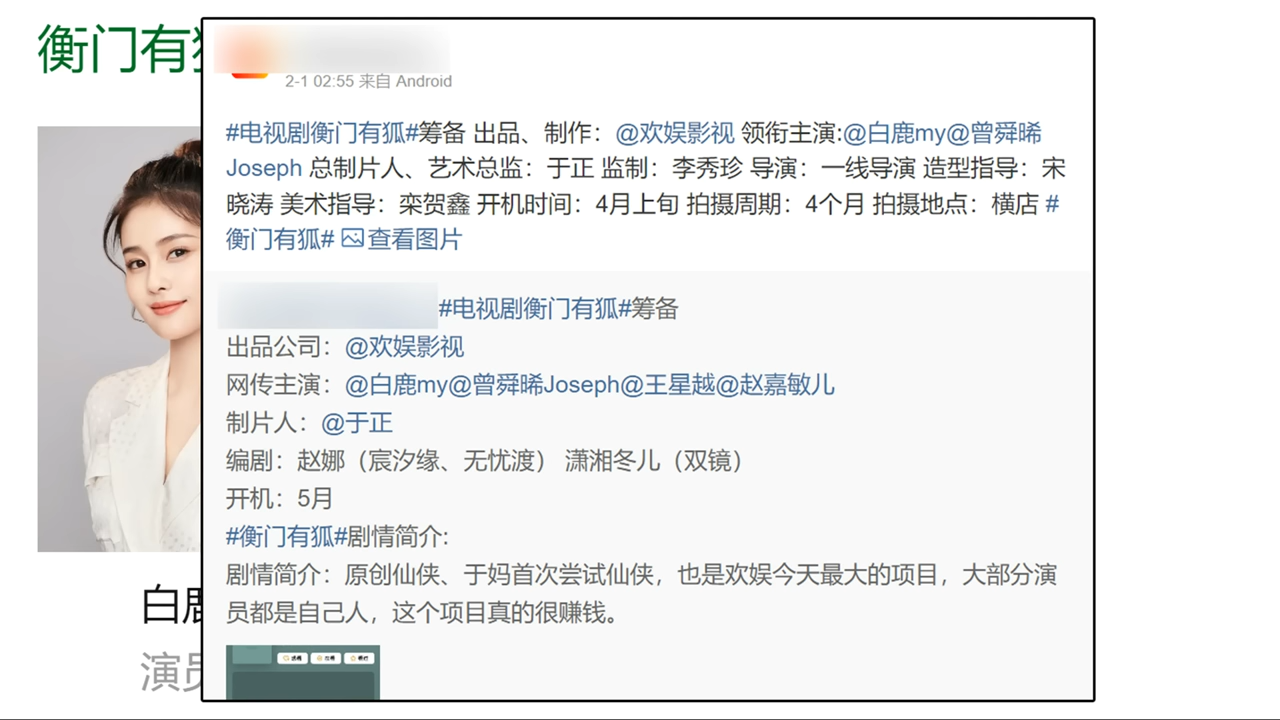 衡门有
2-1 02:55 来自 Android
#电视剧衡门有狐#筹备 出品、制作：@欢娱影视 领衔主演:@白鹿my@曾舜晞
Joseph 总制片人、艺术总监：于正 监制：李秀珍 导演：一线导演 造型指导：宋
晓涛 美术指导：栾贺鑫 开机时间：4月上旬 拍摄周期：4个月 拍摄地点：横店 #
衡门有狐# 查看图片
#电视剧衡门有狐#筹备
出品公司：@欢娱影视
网传主演：@白鹿my@曾舜晞Joseph@王星越@赵嘉敏儿
制片人：@于正
编剧：赵娜（宸汐缘、无忧渡） 潇湘冬儿（双镜）
开机：5月
#衡门有狐#剧情简介:
剧情简介：原创仙侠、于妈首次尝试仙侠，也是欢娱今天最大的项目，大部分演
员都是自己人，这个项目真的很赚钱。
白鹿
演员